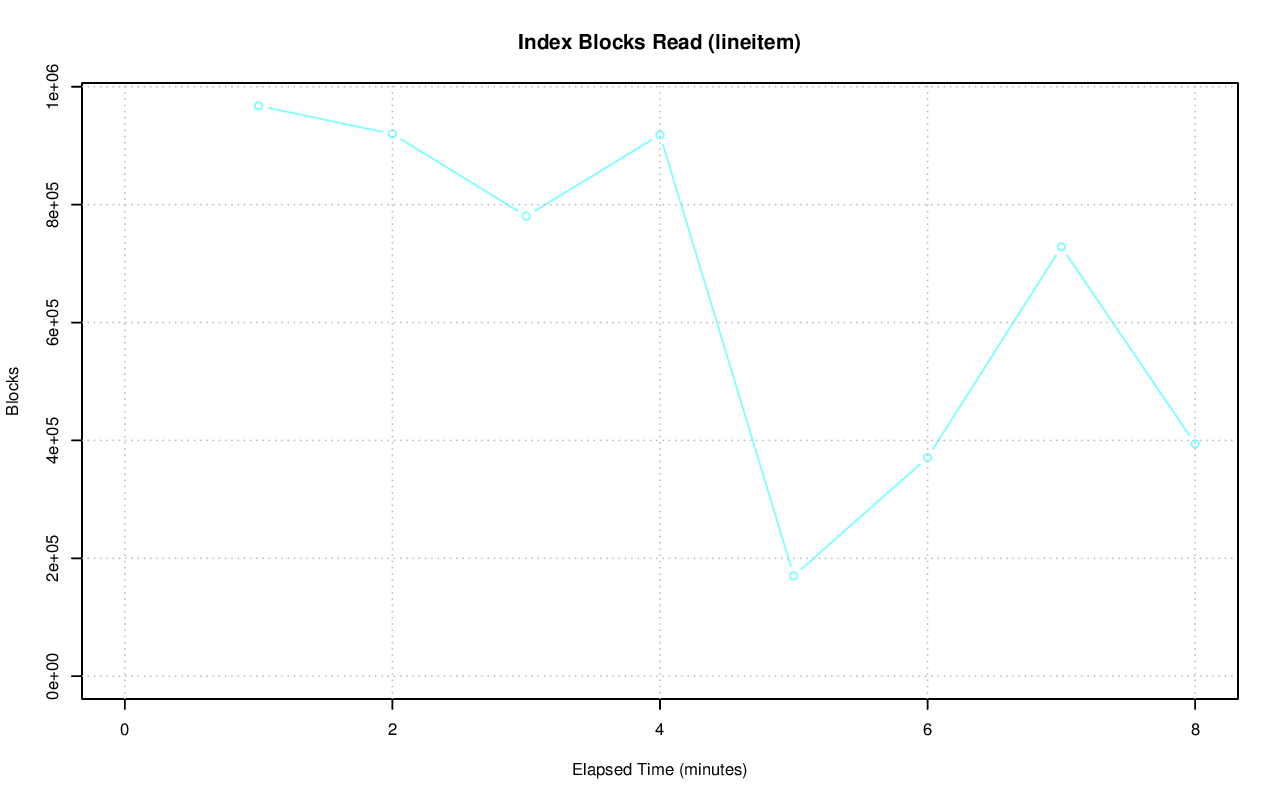 Index Blocks Read (lineitem)
1e+06
8e+05
6e+05
4e+05
2e+05
0e+00
Blocks
0 2 4 6 8
Elapsed Time (minutes)